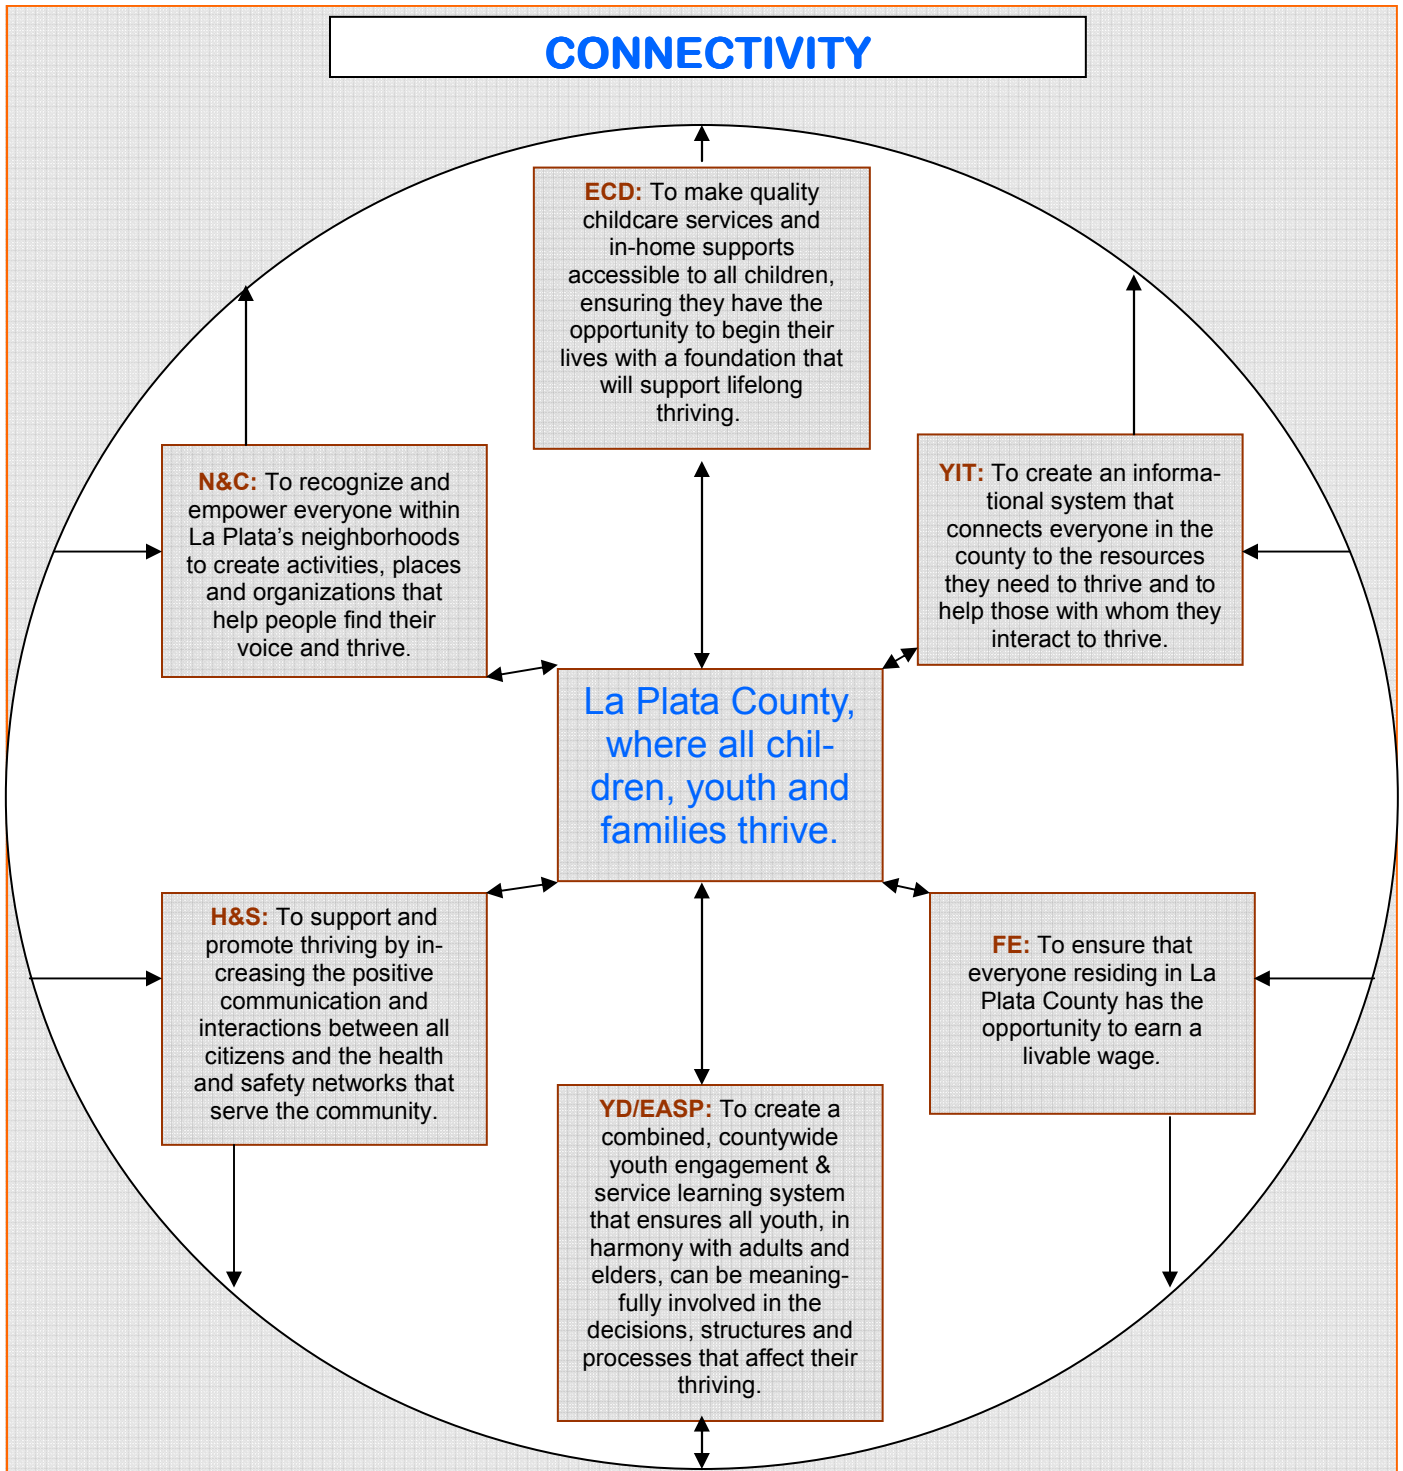 CONNECTIVITY
ECD: To make quality
childcare services and
in-home supports
accessible to all children,
ensuring they have the
opportunity to begin their
lives with a foundation that
will support lifelong
thriving.
N&C: To recognize and
empower everyone within
La Plata's neighborhoods
to create activities, places
and organizations that
help people find their
voice and thrive.
YIT: To create an informa-
tional system that
connects everyone in the
county to the resources
they need to thrive and to
help those with whom they
interact to thrive.
La Plata County,
where all chil-
dren, youth and
families thrive.
H&S: To support and
promote thriving by in-
creasing the positive
communication and
interactions between all
citizens and the health
and safety networks that
serve the community.
FE: To ensure that
everyone residing in La
Plata County has the
opportunity to earn a
livable wage.
YD/EASP: To create a
combined, countywide
youth engagement &
service learning system
that ensures all youth, in
harmony with adults and
elders, can be meaning-
fully involved in the
decisions, structures and
processes that affect their
thriving.